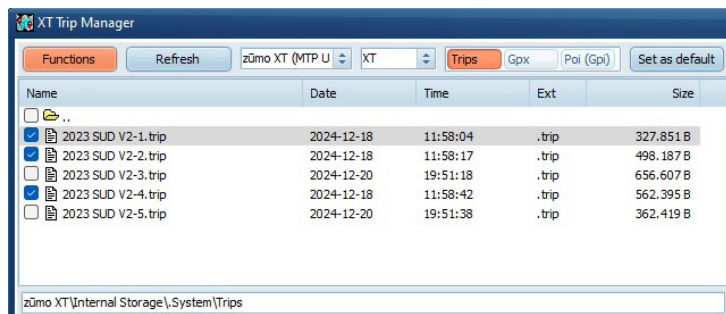 XT Trip Manager
Functions Refresh zūmo XT (MTP U XT Trips Gpx Poi (Gpi) Set as default
Name Date Time Ext Size
..
2023 SUD V2-1.trip 2024-12-18 11:58:04 .trip 327.851 B
2023 SUD V2-2.trip 2024-12-18 11:58:17 .trip 498.187 B
2023 SUD V2-3.trip 2024-12-20 19:51:18 .trip 656.607 B
2023 SUD V2-4.trip 2024-12-18 11:58:42 .trip 562.395 B
2023 SUD V2-5.trip 2024-12-20 19:51:38 .trip 362.419 B
zūmo XT\Internal Storage\.System\Trips